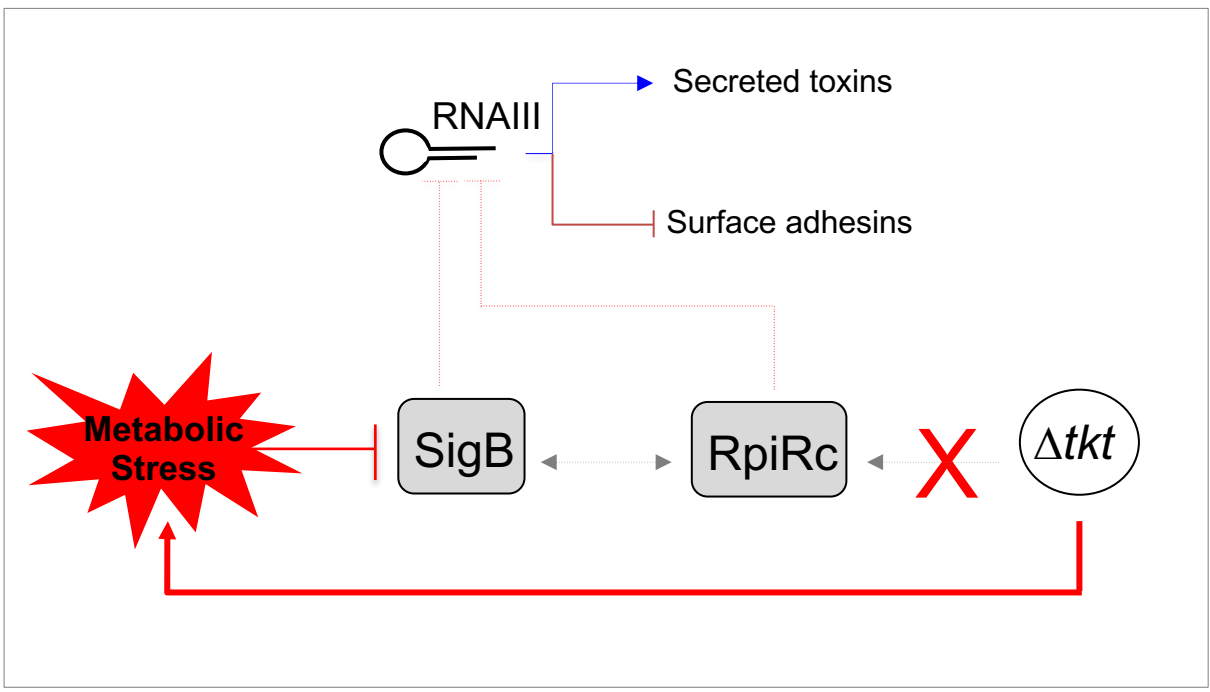 Secreted toxins
RNAIII
Surface adhesins
Metabolic
Stress
SigB
RpiRc
X
Δtkt